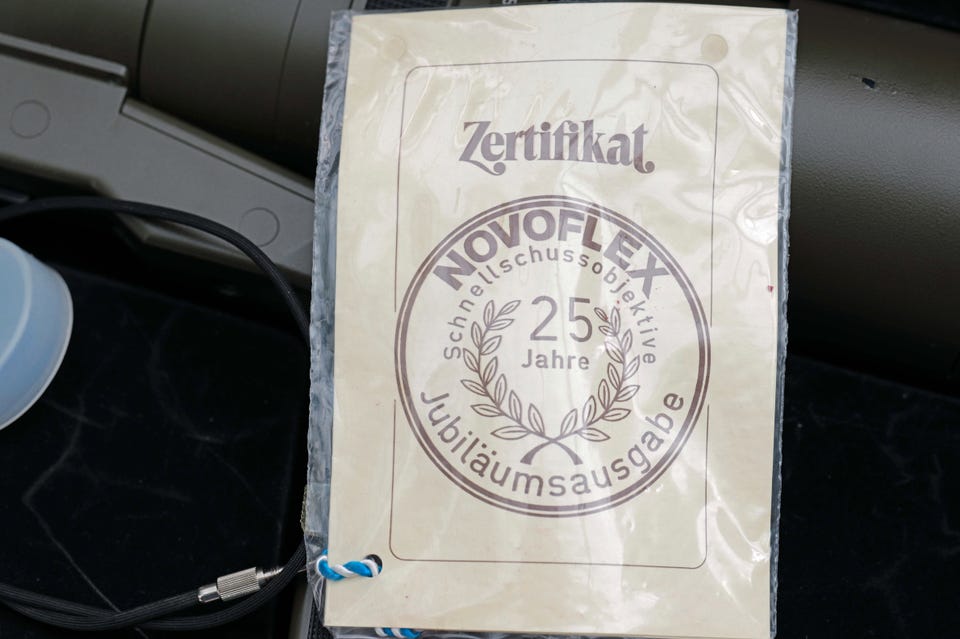 Zertifikat
NOVOFLEX
Schnellschussobjektive
25
Jahre
Jubiläumsausgabe